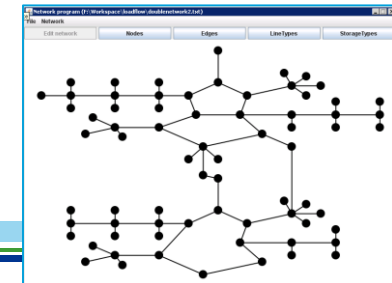 Network program (F:\Workspace\loadflow\doublenetwork2.txt)
File Network
Edit network Nodes Edges LineTypes StorageTypes